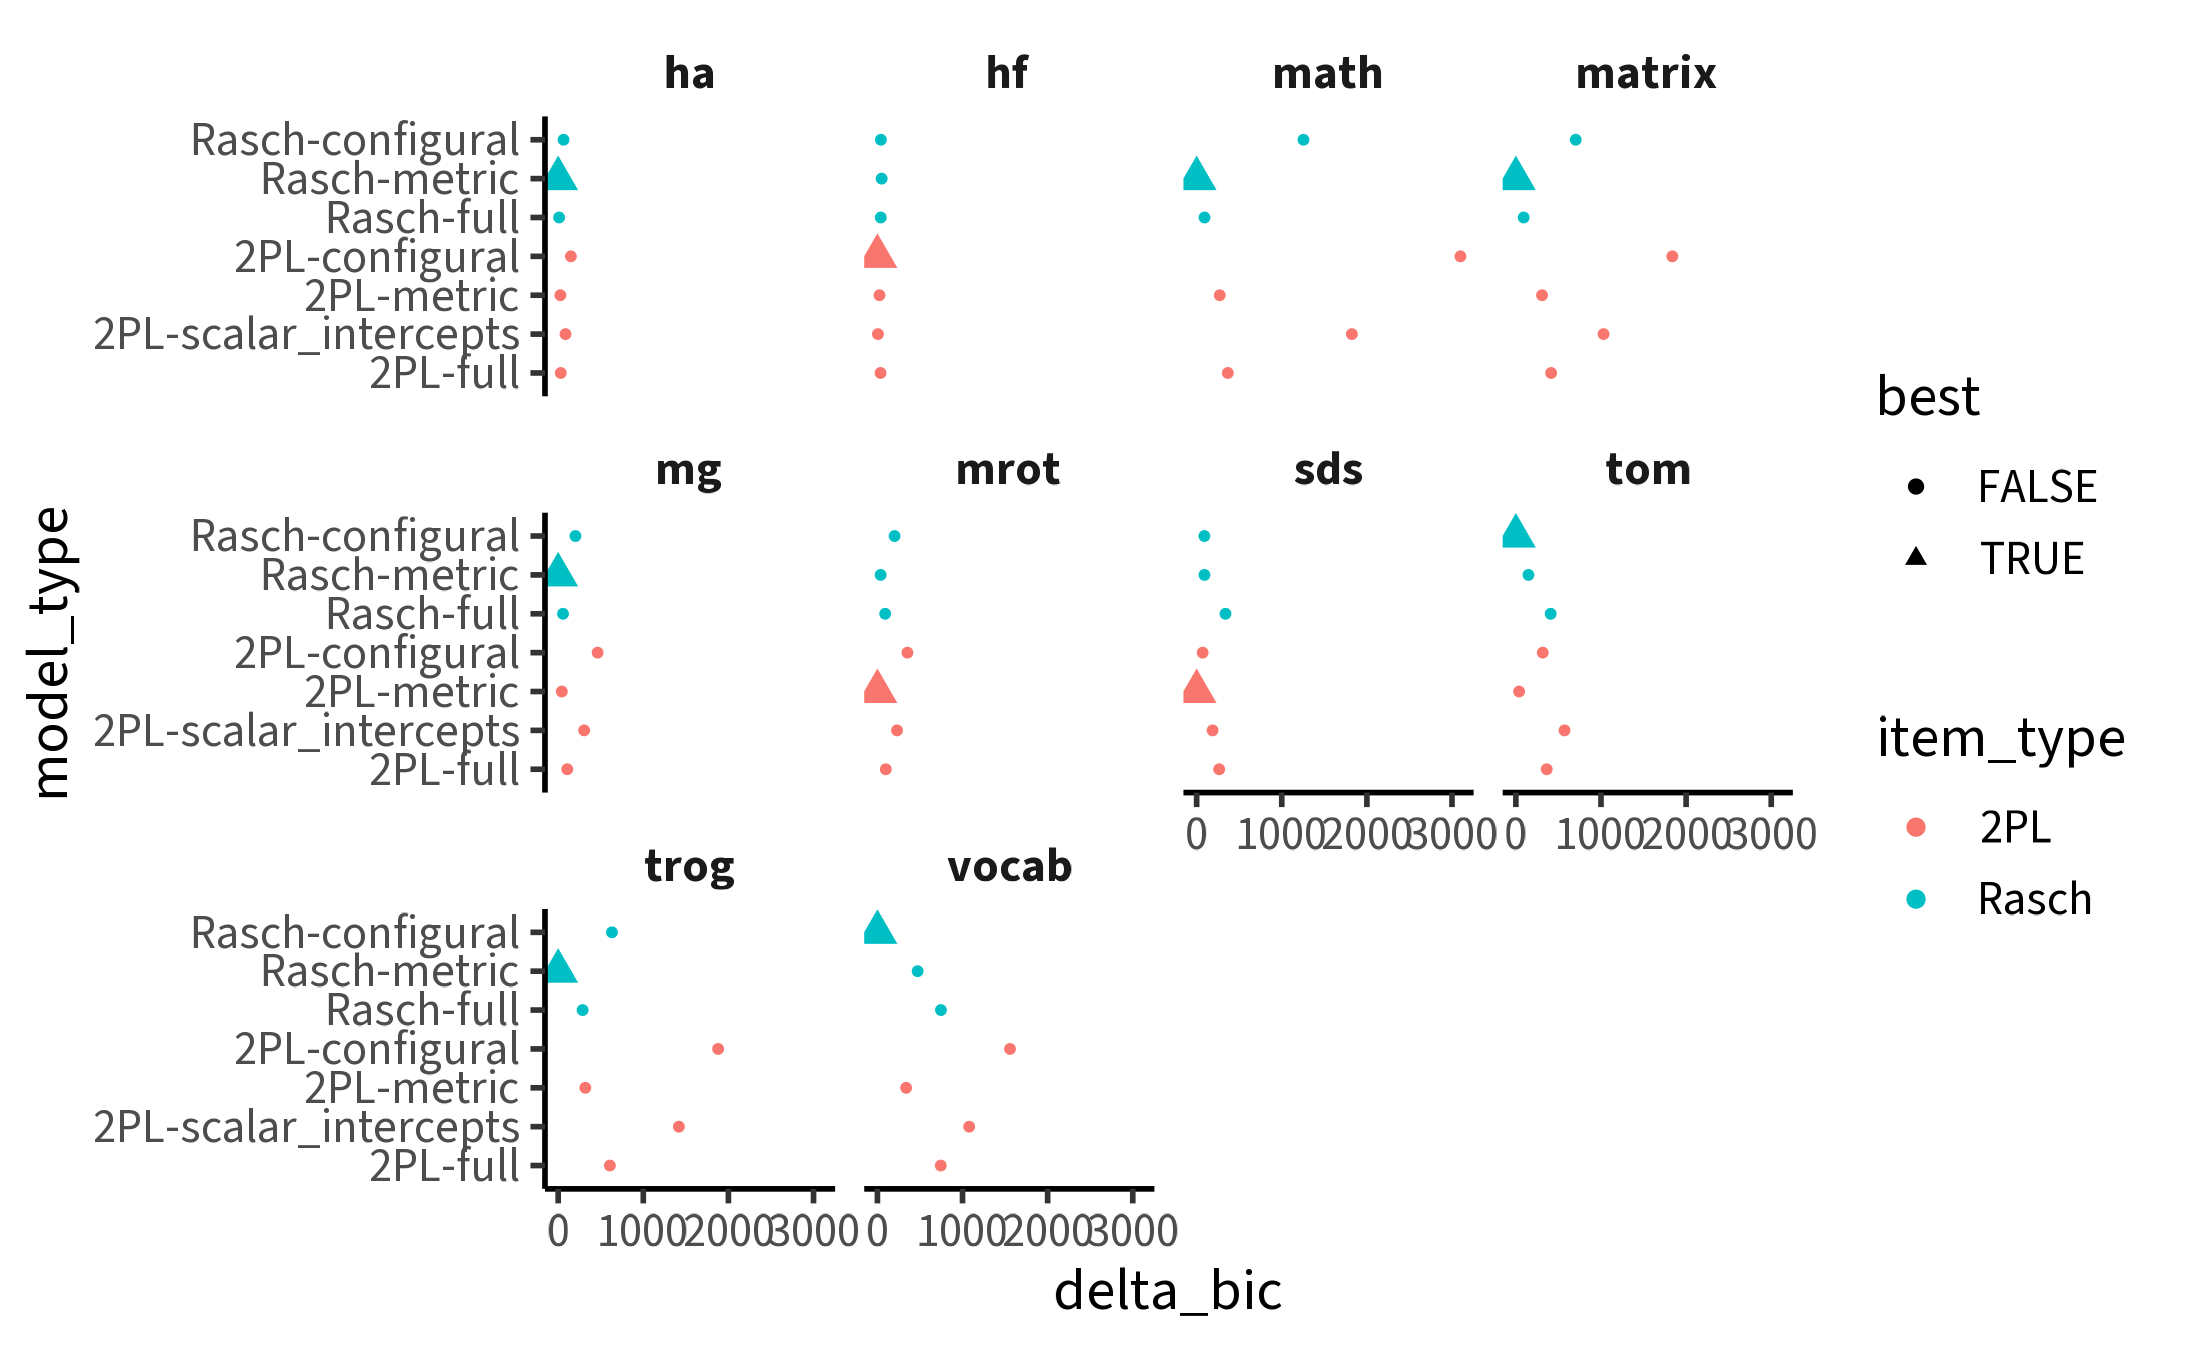 ha hf math matrix
Rasch-configural
Rasch-metric
Rasch-full
2PL-configural
2PL-metric
2PL-scalar_intercepts
2PL-full
mg mrot sds tom
Rasch-configural
Rasch-metric
Rasch-full
2PL-configural
2PL-metric
2PL-scalar_intercepts
2PL-full
0 1000 2000 3000 0 1000 2000 3000
trog vocab
Rasch-configural
Rasch-metric
Rasch-full
2PL-configural
2PL-metric
2PL-scalar_intercepts
2PL-full
0 1000 2000 3000 0 1000 2000 3000
delta_bic
model_type
best
FALSE
TRUE
item_type
2PL
Rasch